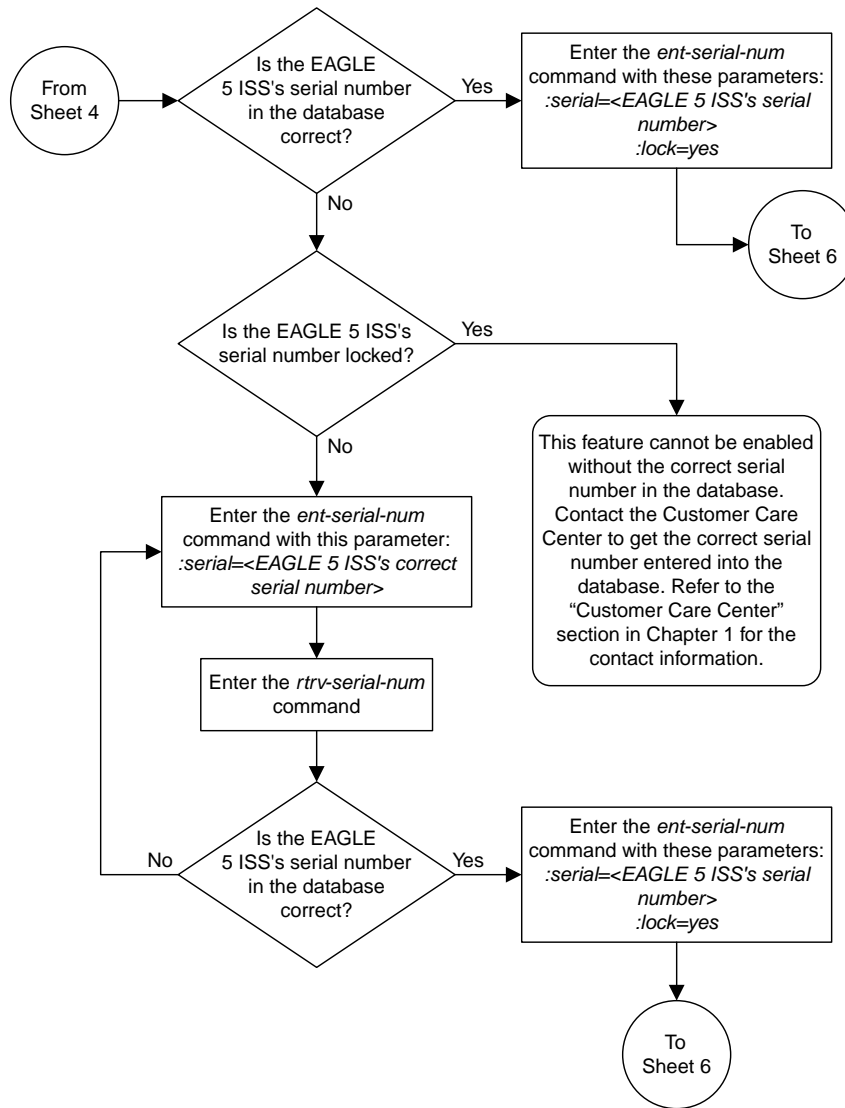 From
Sheet 4
Is the EAGLE
5 ISS's serial number
in the database
correct?
Yes
Enter the ent-serial-num
command with these parameters:
:serial=<EAGLE 5 ISS's serial
number>
:lock=yes
No
To
Sheet 6
Is the EAGLE 5 ISS's
serial number locked?
Yes
No
This feature cannot be enabled
without the correct serial
number in the database.
Contact the Customer Care
Center to get the correct serial
number entered into the
database. Refer to the
“Customer Care Center”
section in Chapter 1 for the
contact information.
Enter the ent-serial-num
command with this parameter:
:serial=<EAGLE 5 ISS's correct
serial number>
Enter the rtrv-serial-num
command
Is the EAGLE
5 ISS's serial number
in the database
correct?
No
Yes
Enter the ent-serial-num
command with these parameters:
:serial=<EAGLE 5 ISS's serial
number>
:lock=yes
To
Sheet 6